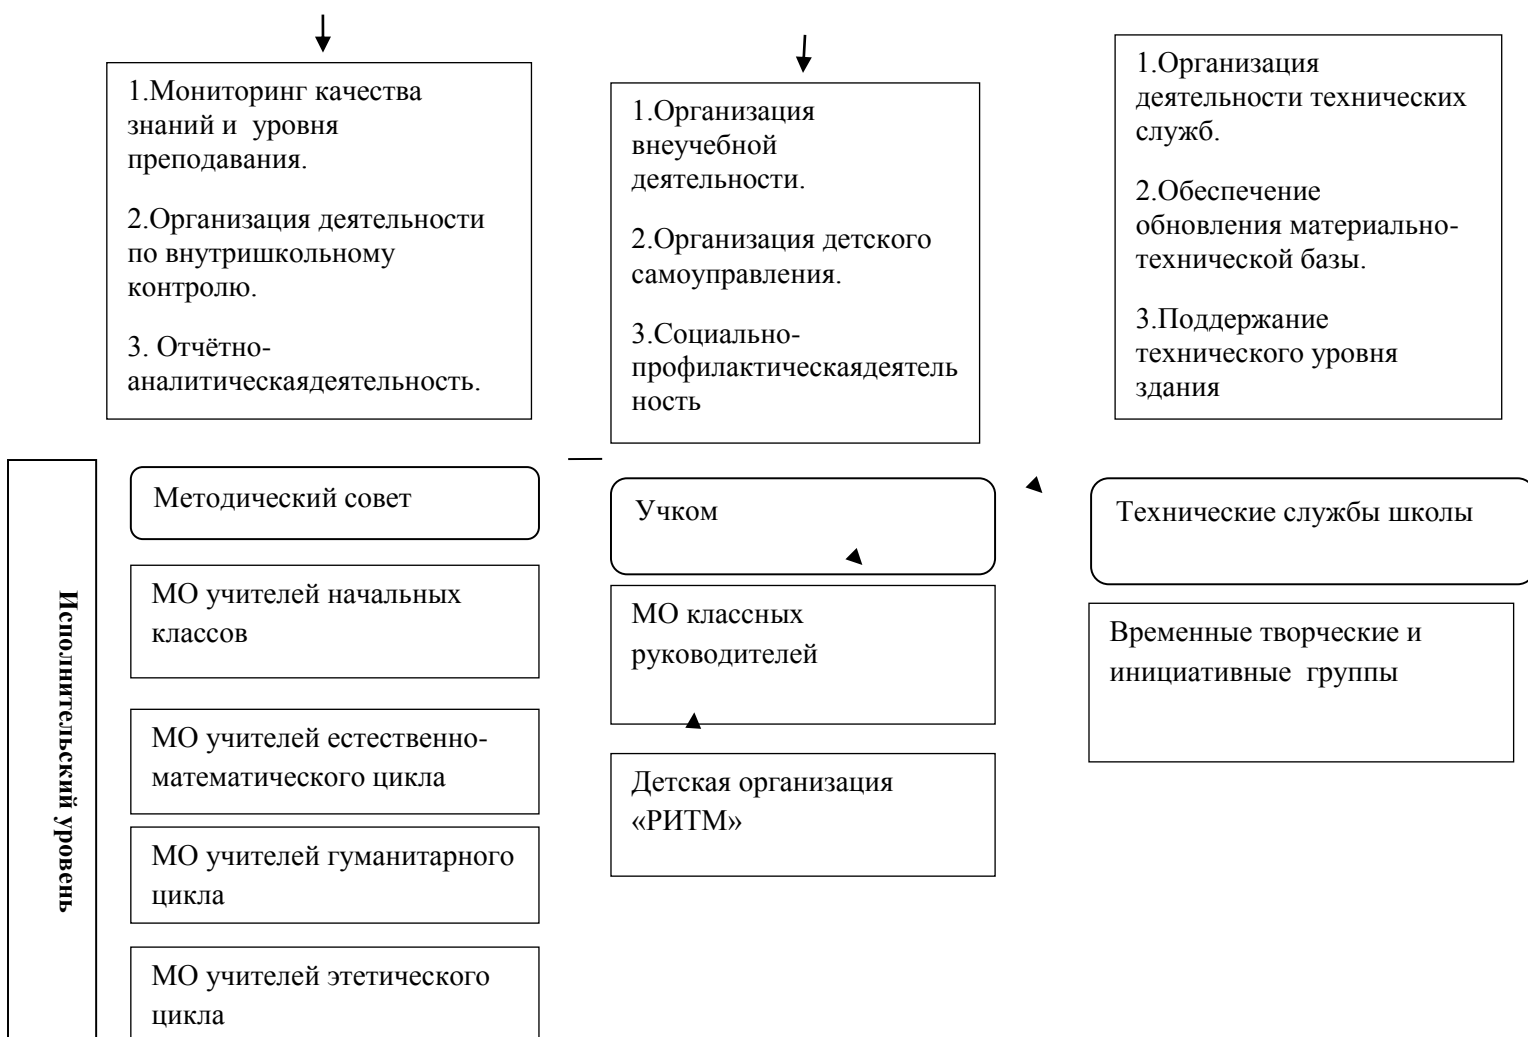 1.Мониторинг качества
знаний и уровня
преподавания.
2.Организация деятельности
по внутришкольному
контролю.
3. Отчётно-
аналитическаядеятельность.
1.Организация
внеучебной
деятельности.
2.Организация детского
самоуправления.
3.Социально-
профилактическаядеятель
ность
1.Организация
деятельности технических
служб.
2.Обеспечение
обновления материально-
технической базы.
3.Поддержание
технического уровня
здания
Исполнительский уровень
Методический совет
МО учителей начальных
классов
МО учителей естественно-
математического цикла
МО учителей гуманитарного
цикла
МО учителей этетического
цикла
Учком
МО классных
руководителей
Детская организация
«РИТМ»
Технические службы школы
Временные творческие и
инициативные группы